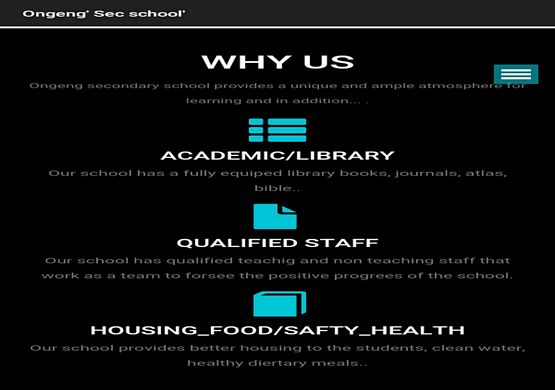 Ongeng' Sec school'
WHY US
Ongeng secondary school provides a unique and ample atmosphere for
learning and in addition... .
ACADEMIC/LIBRARY
Our school has a fully equiped library books, journals, atlas,
bible..
QUALIFIED STAFF
Our school has qualified teachig and non teaching staff that
work as a team to forsee the positive progrees of the school.
HOUSING_FOOD/SAFTY_HEALTH
Our school provides better housing to the students, clean water,
healthy diertary meals..